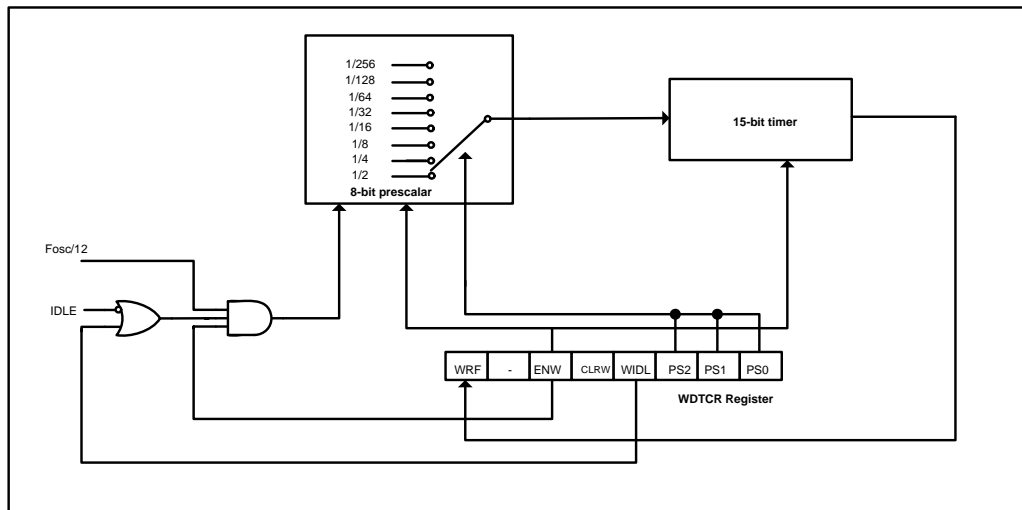 1/256
1/128
1/64
1/32
1/16
1/8
1/4
1/2
8-bit prescalar
15-bit timer
Fosc/12
IDLE
WRF - ENW CLRW WIDL PS2 PS1 PS0
WDTCR Register